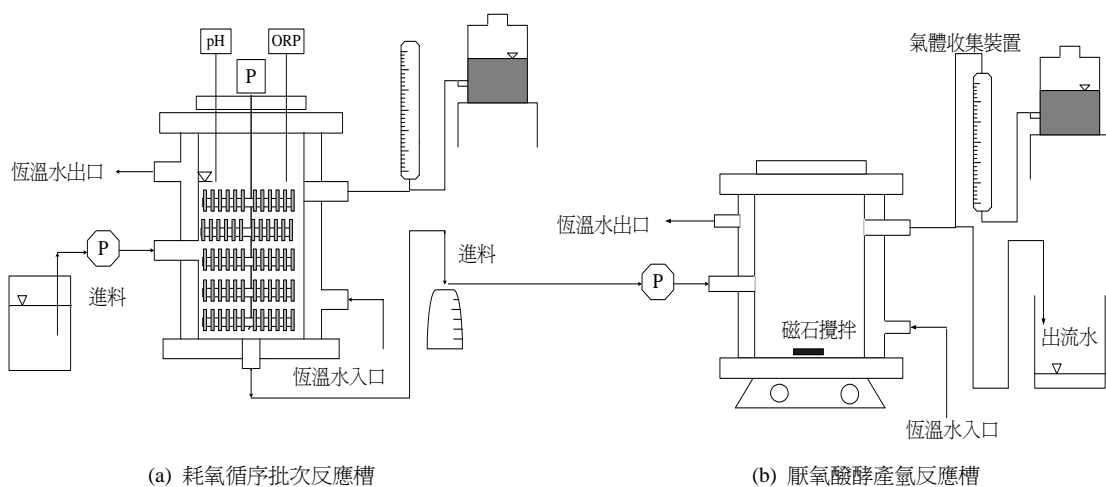 pH
ORP
P
恆溫水出口
P
進料
恆溫水入口
進料
P
氣體收集裝置
恆溫水出口
磁石攪拌
出流水
恆溫水入口
(a) 耗氧循序批次反應槽
(b) 厭氧醱酵產氫反應槽